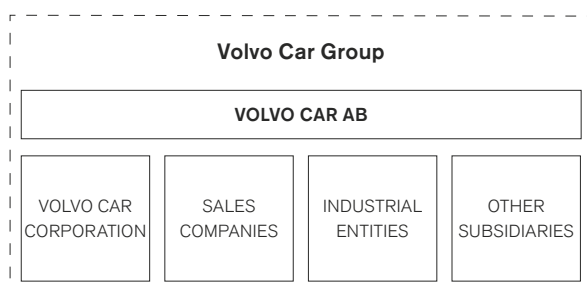 Volvo Car Group
VOLVO CAR AB
VOLVO CAR
CORPORATION
SALES
COMPANIES
INDUSTRIAL
ENTITIES
OTHER
SUBSIDIARIES